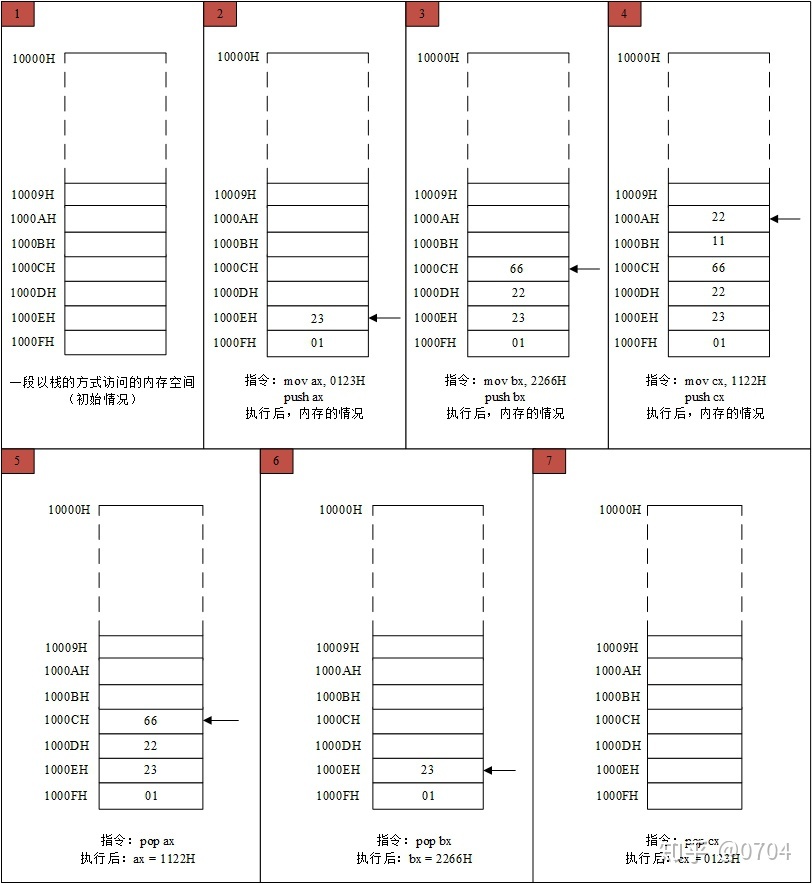 1
10000H
10009H
1000AH
1000BH
1000CH
1000DH
1000EH
1000FH
一段以栈的方式访问的内存空间
（初始情况）
2
10000H
10009H
1000AH
1000BH
1000CH
1000DH
1000EH 23
1000FH 01
指令：mov ax, 0123H
push ax
执行后，内存的情况
3
10000H
10009H
1000AH
1000BH
1000CH 66
1000DH 22
1000EH 23
1000FH 01
指令：mov bx, 2266H
push bx
执行后，内存的情况
4
10000H
10009H
1000AH 22
1000BH 11
1000CH 66
1000DH 22
1000EH 23
1000FH 01
指令：mov cx, 1122H
push cx
执行后，内存的情况
5
10000H
10009H
1000AH
1000BH
1000CH 66
1000DH 22
1000EH 23
1000FH 01
指令：pop ax
执行后：ax = 1122H
6
10000H
10009H
1000AH
1000BH
1000CH
1000DH
1000EH 23
1000FH 01
指令：pop bx
执行后：bx = 2266H
7
10000H
10009H
1000AH
1000BH
1000CH
1000DH
1000EH
1000FH
指令：pop cx
执行后：cx = 0123H
知乎 @0704